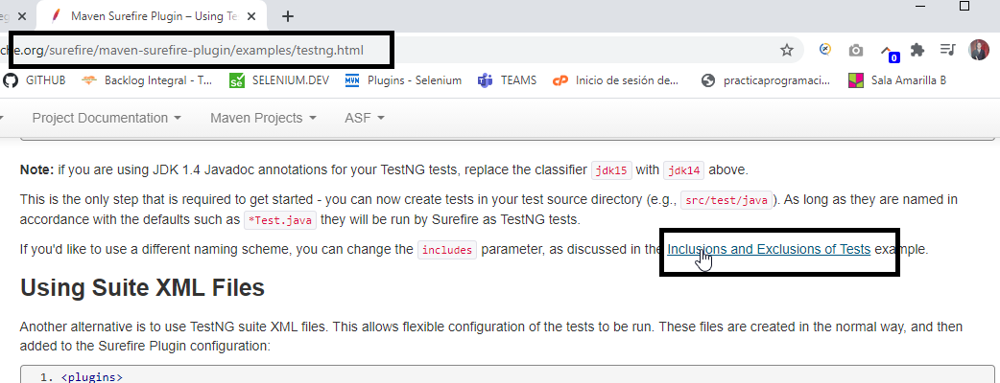 Maven Surefire Plugin – Using Te
che.org/surefire/maven-surefire-plugin/examples/testng.html
0
GITHUB Backlog Integral - T... SELENIUM.DEV Plugins - Selenium TEAMS Inicio de sesión de... practicaprogramaci... Sala Amarilla B
Project Documentation Maven Projects ASF
Note: if you are using JDK 1.4 Javadoc annotations for your TestNG tests, replace the classifier jdk15 with jdk14 above.
This is the only step that is required to get started - you can now create tests in your test source directory (e.g., src/test/java). As long as they are named in
accordance with the defaults such as *Test.java they will be run by Surefire as TestNG tests.
If you'd like to use a different naming scheme, you can change the includes parameter, as discussed in the Inclusions and Exclusions of Tests example.
Using Suite XML Files
Another alternative is to use TestNG suite XML files. This allows flexible configuration of the tests to be run. These files are created in the normal way, and then
added to the Surefire Plugin configuration:
1. <plugins>